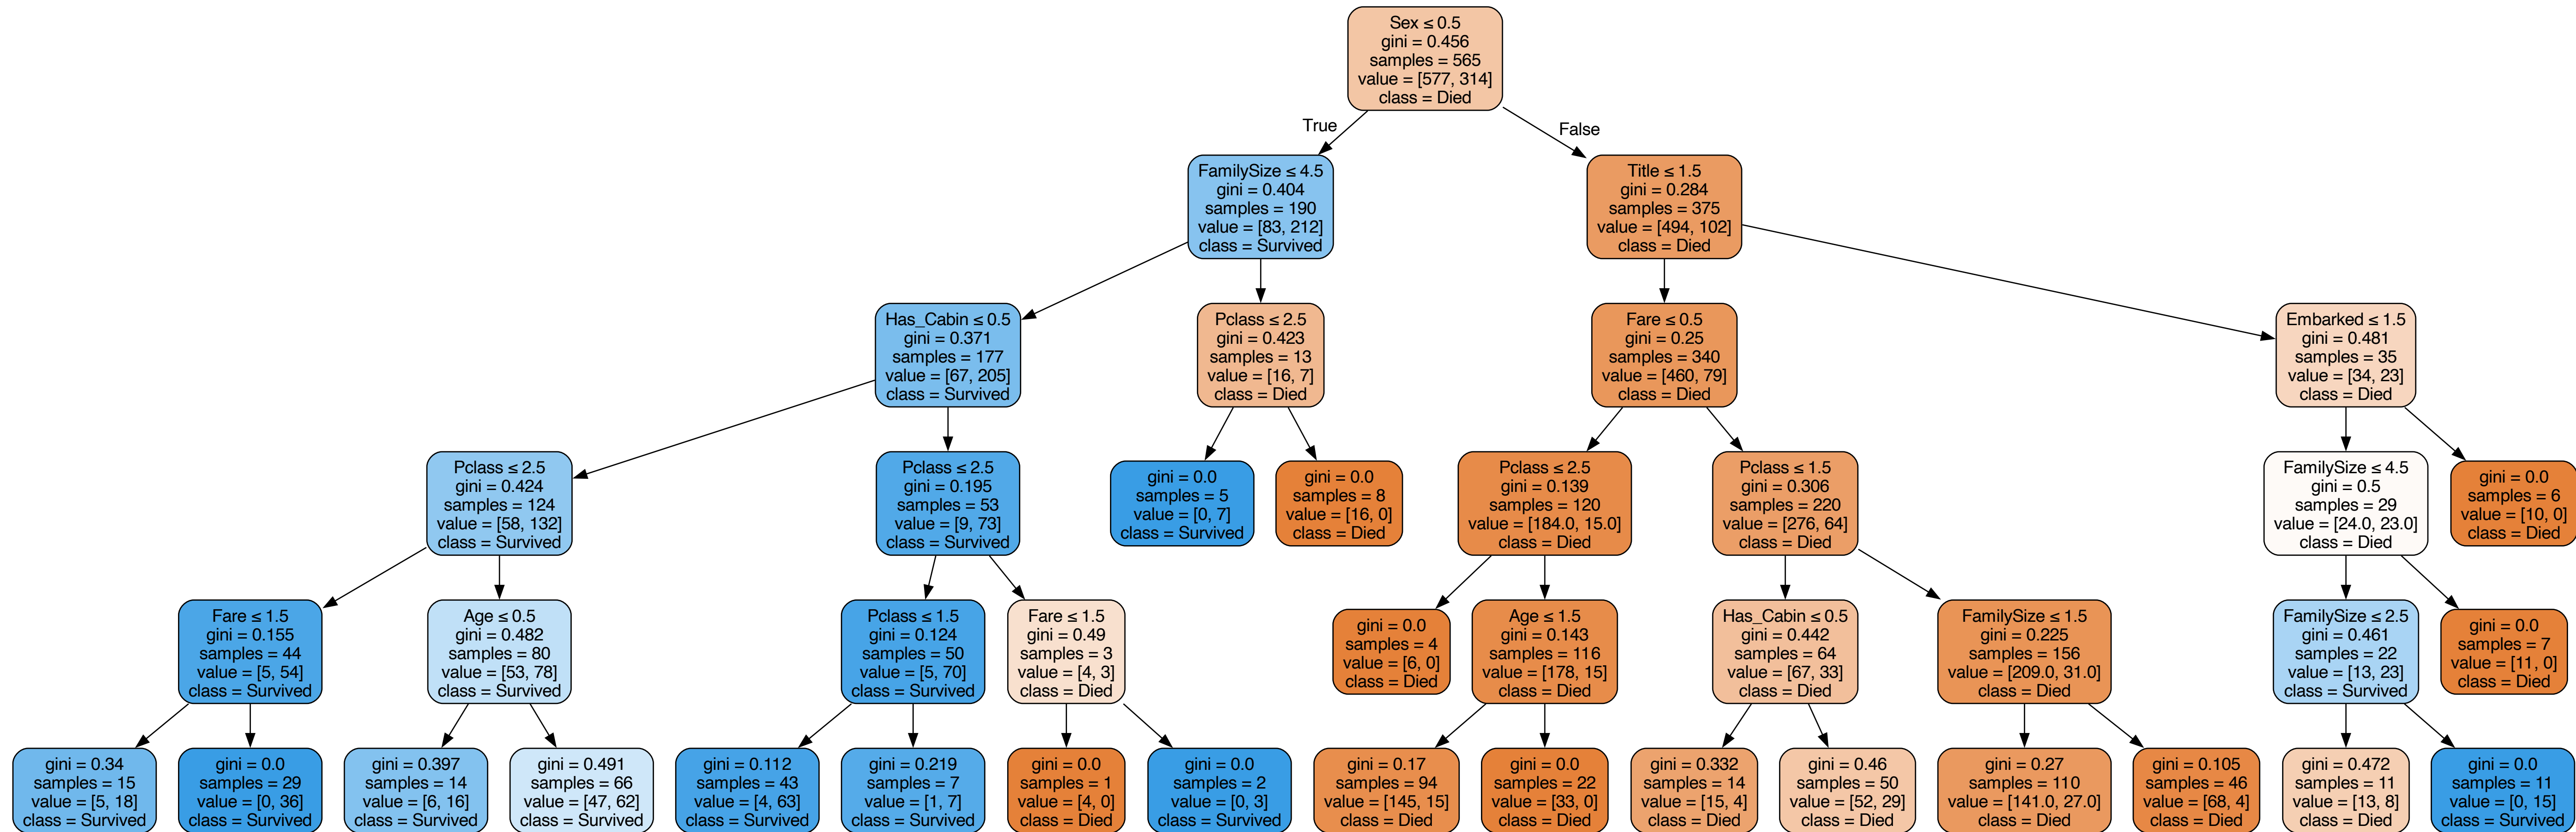 Sex ≤ 0.5
gini = 0.456
samples = 565
value = [577, 314]
class = Died
True
False
FamilySize ≤ 4.5
gini = 0.404
samples = 190
value = [83, 212]
class = Survived
Title ≤ 1.5
gini = 0.284
samples = 375
value = [494, 102]
class = Died
Has_Cabin ≤ 0.5
gini = 0.371
samples = 177
value = [67, 205]
class = Survived
Pclass ≤ 2.5
gini = 0.423
samples = 13
value = [16, 7]
class = Died
Fare ≤ 0.5
gini = 0.25
samples = 340
value = [460, 79]
class = Died
Embarked ≤ 1.5
gini = 0.481
samples = 35
value = [34, 23]
class = Died
Pclass ≤ 2.5
gini = 0.424
samples = 124
value = [58, 132]
class = Survived
Pclass ≤ 2.5
gini = 0.195
samples = 53
value = [9, 73]
class = Survived
gini = 0.0
samples = 5
value = [0, 7]
class = Survived
gini = 0.0
samples = 8
value = [16, 0]
class = Died
Pclass ≤ 2.5
gini = 0.139
samples = 120
value = [184.0, 15.0]
class = Died
Pclass ≤ 1.5
gini = 0.306
samples = 220
value = [276, 64]
class = Died
FamilySize ≤ 4.5
gini = 0.5
samples = 29
value = [24.0, 23.0]
class = Died
gini = 0.0
samples = 6
value = [10, 0]
class = Died
Fare ≤ 1.5
gini = 0.155
samples = 44
value = [5, 54]
class = Survived
Age ≤ 0.5
gini = 0.482
samples = 80
value = [53, 78]
class = Survived
Pclass ≤ 1.5
gini = 0.124
samples = 50
value = [5, 70]
class = Survived
Fare ≤ 1.5
gini = 0.49
samples = 3
value = [4, 3]
class = Died
gini = 0.0
samples = 4
value = [6, 0]
class = Died
Age ≤ 1.5
gini = 0.143
samples = 116
value = [178, 15]
class = Died
Has_Cabin ≤ 0.5
gini = 0.442
samples = 64
value = [67, 33]
class = Died
FamilySize ≤ 1.5
gini = 0.225
samples = 156
value = [209.0, 31.0]
class = Died
FamilySize ≤ 2.5
gini = 0.461
samples = 22
value = [13, 23]
class = Survived
gini = 0.0
samples = 7
value = [11, 0]
class = Died
gini = 0.34
samples = 15
value = [5, 18]
class = Survived
gini = 0.0
samples = 29
value = [0, 36]
class = Survived
gini = 0.397
samples = 14
value = [6, 16]
class = Survived
gini = 0.491
samples = 66
value = [47, 62]
class = Survived
gini = 0.112
samples = 43
value = [4, 63]
class = Survived
gini = 0.219
samples = 7
value = [1, 7]
class = Survived
gini = 0.0
samples = 1
value = [4, 0]
class = Died
gini = 0.0
samples = 2
value = [0, 3]
class = Survived
gini = 0.17
samples = 94
value = [145, 15]
class = Died
gini = 0.0
samples = 22
value = [33, 0]
class = Died
gini = 0.332
samples = 14
value = [15, 4]
class = Died
gini = 0.46
samples = 50
value = [52, 29]
class = Died
gini = 0.27
samples = 110
value = [141.0, 27.0]
class = Died
gini = 0.105
samples = 46
value = [68, 4]
class = Died
gini = 0.472
samples = 11
value = [13, 8]
class = Died
gini = 0.0
samples = 11
value = [0, 15]
class = Survived